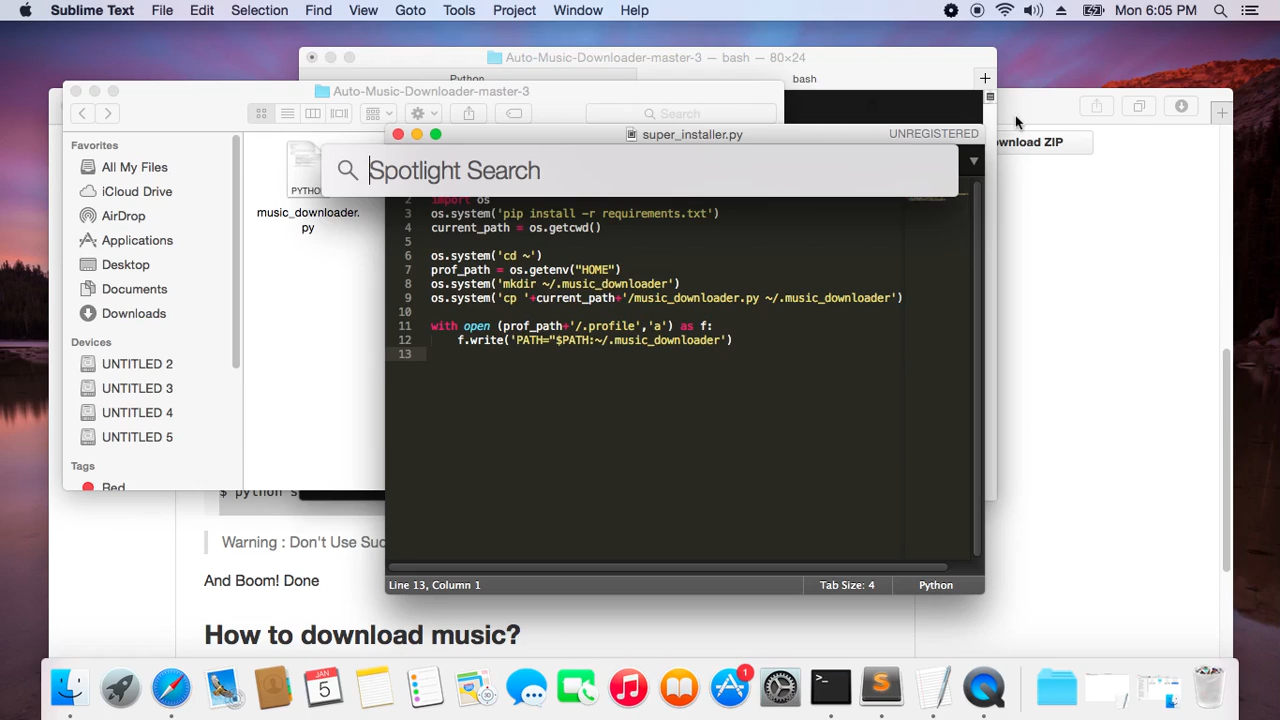 Sublime Text File Edit Selection Find View Goto Tools Project Window Help Mon 6:05 PM
Auto-Music-Downloader-master-3 — bash — 80×24
Python bash
Auto-Music-Downloader-master-3
Search
super_installer.py UNREGISTERED
Spotlight Search
Favorites
All My Files
iCloud Drive
AirDrop
Applications
Desktop
Documents
Downloads
Devices
UNTITLED 2
UNTITLED 3
UNTITLED 4
UNTITLED 5
Tags
Red
PYTHO
music_downloader.
py
2 import os
3 os.system('pip install -r requirements.txt')
4 current_path = os.getcwd()
5
6 os.system('cd ~')
7 prof_path = os.getenv("HOME")
8 os.system('mkdir ~/.music_downloader')
9 os.system('cp '+current_path+'/music_downloader.py ~/.music_downloader')
10
11 with open (prof_path+'/.profile','a') as f:
12 f.write('PATH="$PATH:~/.music_downloader')
13
Line 13, Column 1 Tab Size: 4 Python
wnload ZIP
$ python s
Warning : Don't Use Suc
And Boom! Done
How to download music?
JAN
5
1